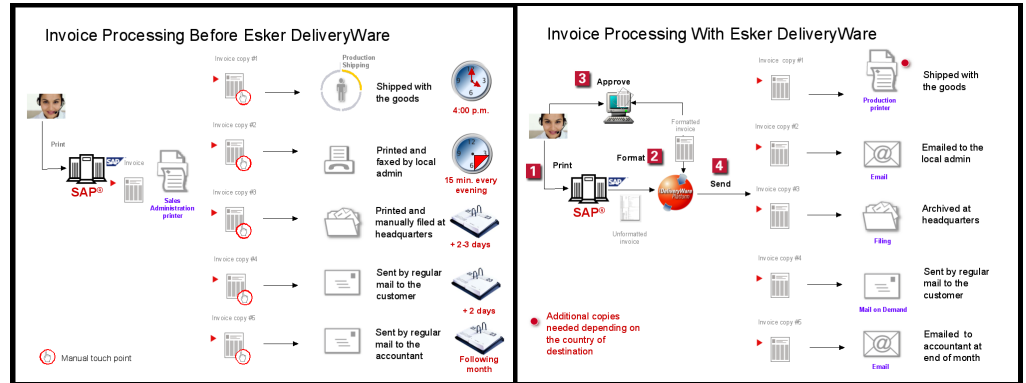 Invoice Processing Before Esker DeliveryWare
Invoice copy #1
Production
Shipping
Shipped with
the goods
4:00 p.m.
Invoice copy #2
Print
SAP
Invoice
SAP®
Sales
Administration
printer
Printed and
faxed by local
admin
15 min. every
evening
Invoice copy #3
Printed and
manually filed at
headquarters
+ 2-3 days
Invoice copy #4
Sent by regular
mail to the
customer
+ 2 days
Invoice copy #5
Sent by regular
mail to the
accountant
Following
month
Manual touch point
Invoice Processing With Esker DeliveryWare
3
Approve
Formatted
invoice
1
Print
Format
2
4
Send
SAP
SAP®
DeliveryWare
Platform
Unformatted
invoice
Invoice copy #1
Production
printer
Shipped with
the goods
Invoice copy #2
Email
Emailed to the
local admin
Invoice copy #3
Filing
Archived at
headquarters
Invoice copy #4
Mail on Demand
Sent by regular
mail to the
customer
Invoice copy #5
Email
Emailed to
accountant at
end of month
Additional copies
needed depending on
the country of
destination